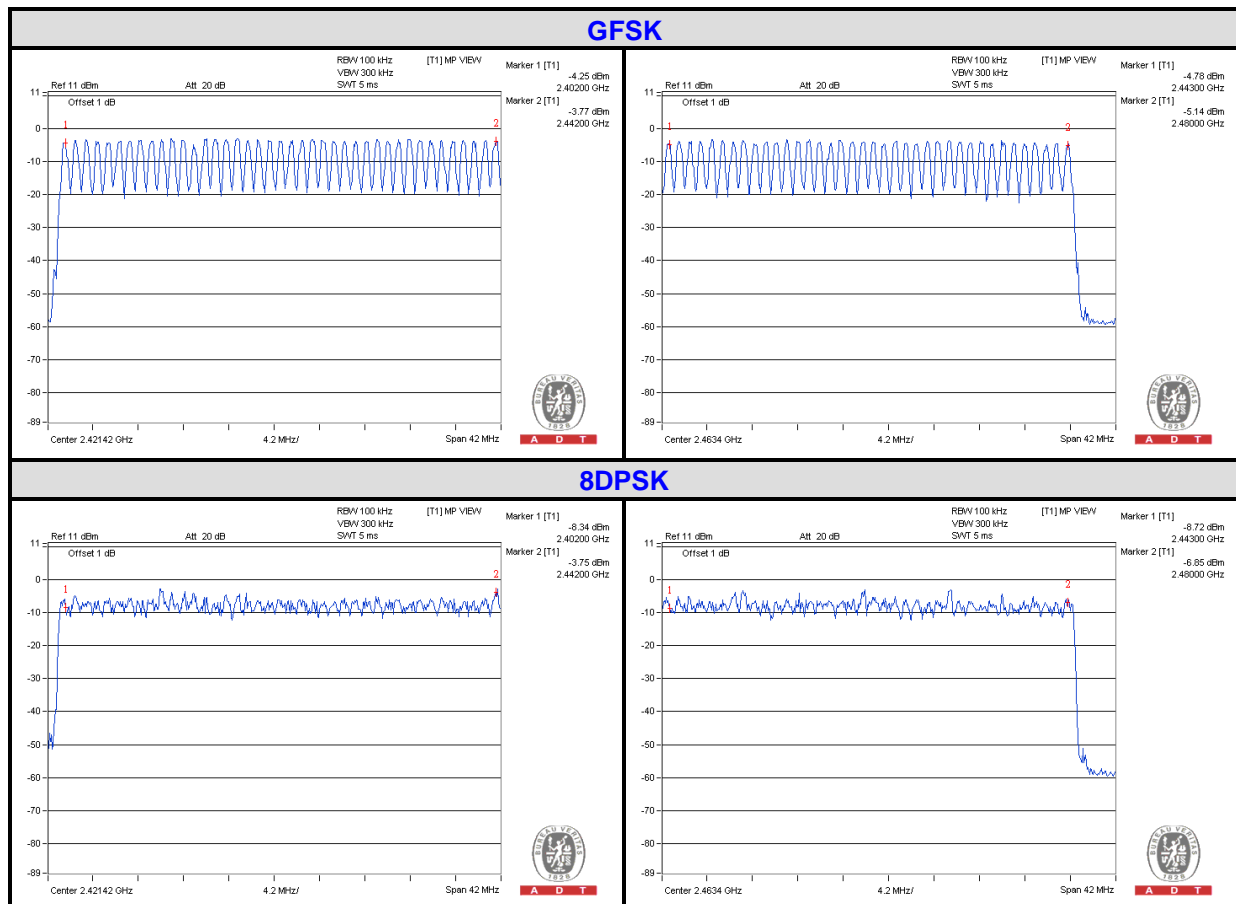 GFSK
RBW 100 kHz [T1] MP VIEW
VBW 300 kHz
Ref 11 dBm Att 20 dB SWT 5 ms
Marker 1 [T1]
-4.25 dBm
2.40200 GHz
Marker 2 [T1]
-3.77 dBm
2.44200 GHz
Offset 1 dB
1
2
11
0
-10
-20
-30
-40
-50
-60
-70
-80
-89
Center 2.42142 GHz 4.2 MHz/ Span 42 MHz
BUREAU VERITAS
1828
A D T
RBW 100 kHz [T1] MP VIEW
VBW 300 kHz
Ref 11 dBm Att 20 dB SWT 5 ms
Marker 1 [T1]
-4.78 dBm
2.44300 GHz
Marker 2 [T1]
-5.14 dBm
2.48000 GHz
Offset 1 dB
1
2
11
0
-10
-20
-30
-40
-50
-60
-70
-80
-89
Center 2.4634 GHz 4.2 MHz/ Span 42 MHz
BUREAU VERITAS
1828
A D T
8DPSK
RBW 100 kHz [T1] MP VIEW
VBW 300 kHz
Ref 11 dBm Att 20 dB SWT 5 ms
Marker 1 [T1]
-8.34 dBm
2.40200 GHz
Marker 2 [T1]
-3.75 dBm
2.44200 GHz
Offset 1 dB
1
2
11
0
-10
-20
-30
-40
-50
-60
-70
-80
-89
Center 2.42142 GHz 4.2 MHz/ Span 42 MHz
BUREAU VERITAS
1828
A D T
RBW 100 kHz [T1] MP VIEW
VBW 300 kHz
Ref 11 dBm Att 20 dB SWT 5 ms
Marker 1 [T1]
-8.72 dBm
2.44300 GHz
Marker 2 [T1]
-6.85 dBm
2.48000 GHz
Offset 1 dB
1
2
11
0
-10
-20
-30
-40
-50
-60
-70
-80
-89
Center 2.4634 GHz 4.2 MHz/ Span 42 MHz
BUREAU VERITAS
1828
A D T